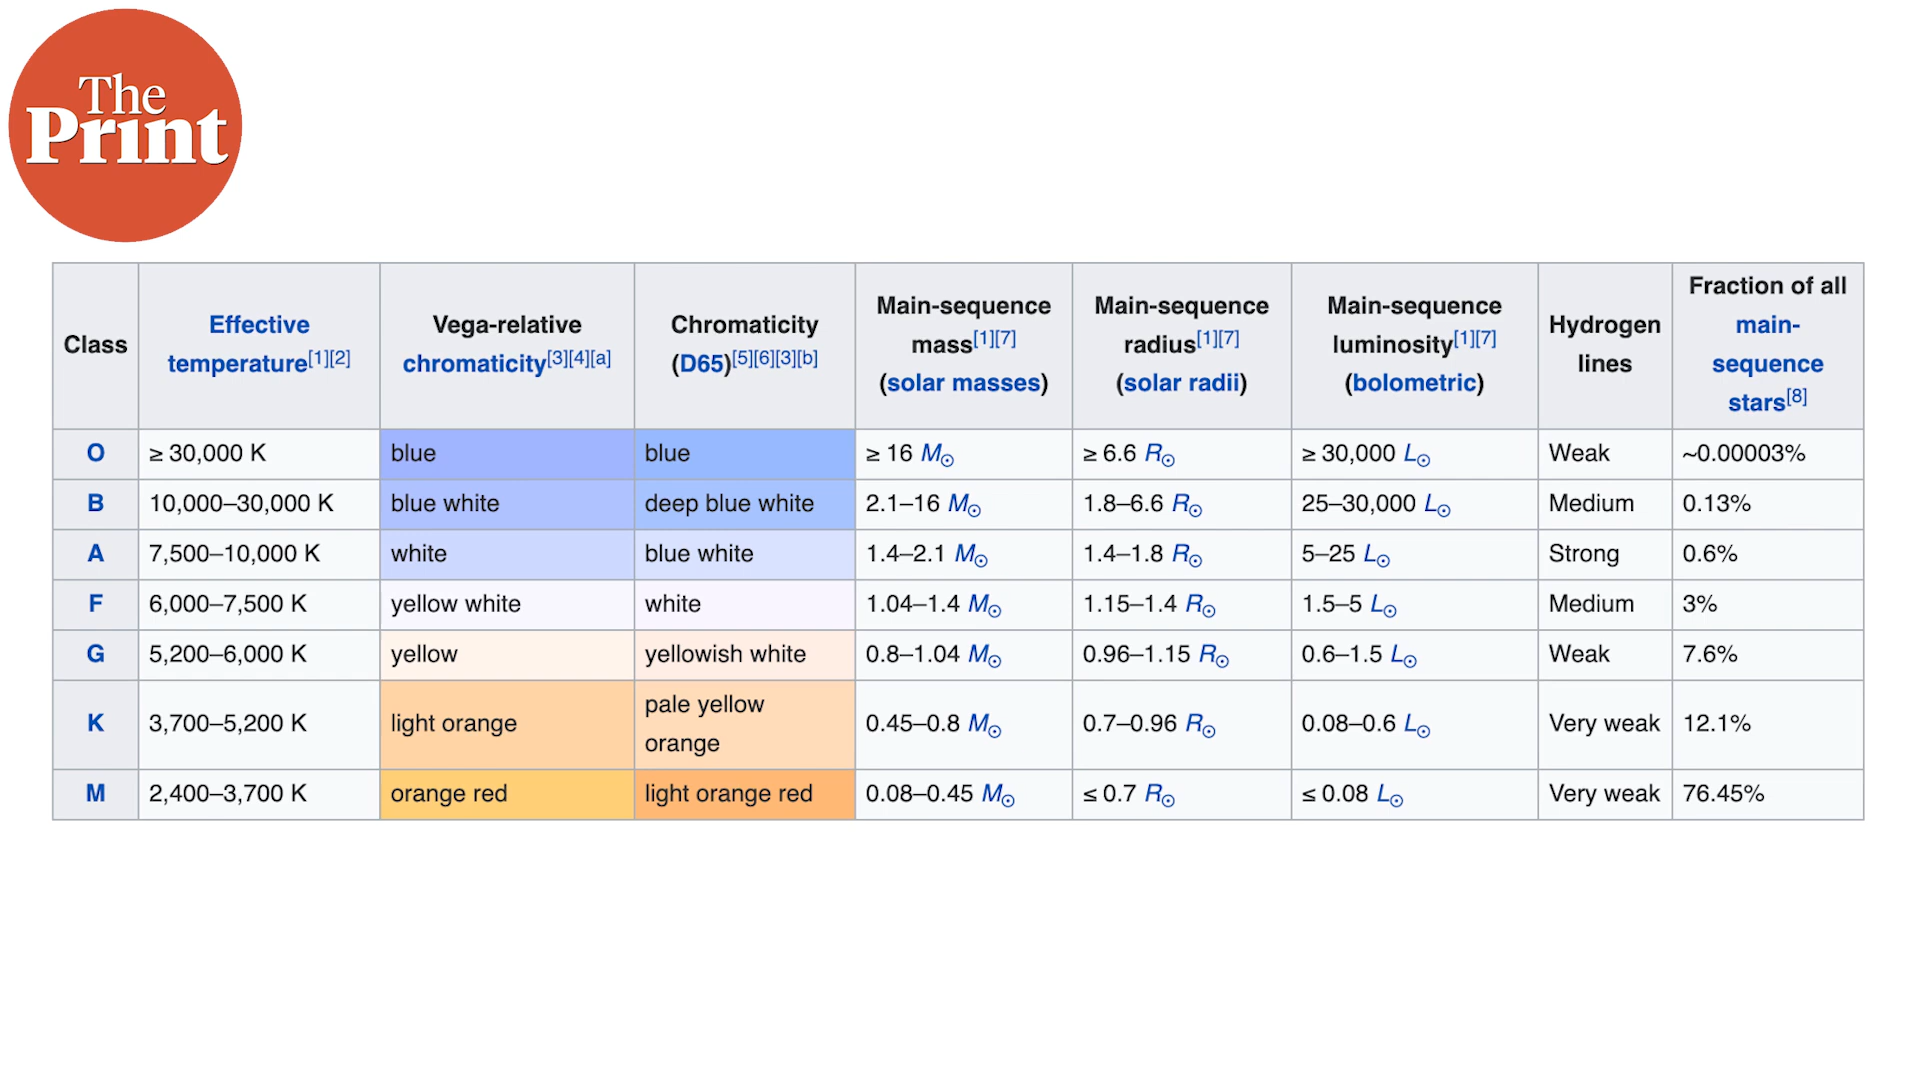 The
Print
Class
Effective
temperature[1][2]
Vega-relative
chromaticity[3][4][a]
Chromaticity
(D65)[5][6][3][b]
Main-sequence
mass[1][7]
(solar masses)
Main-sequence
radius[1][7]
(solar radii)
Main-sequence
luminosity[1][7]
(bolometric)
Hydrogen
lines
Fraction of all
main-
sequence
stars[8]
O ≥ 30,000 K blue blue ≥ 16 M☉ ≥ 6.6 R☉ ≥ 30,000 L☉ Weak ~0.00003%
B 10,000–30,000 K blue white deep blue white 2.1–16 M☉ 1.8–6.6 R☉ 25–30,000 L☉ Medium 0.13%
A 7,500–10,000 K white blue white 1.4–2.1 M☉ 1.4–1.8 R☉ 5–25 L☉ Strong 0.6%
F 6,000–7,500 K yellow white white 1.04–1.4 M☉ 1.15–1.4 R☉ 1.5–5 L☉ Medium 3%
G 5,200–6,000 K yellow yellowish white 0.8–1.04 M☉ 0.96–1.15 R☉ 0.6–1.5 L☉ Weak 7.6%
K 3,700–5,200 K light orange pale yellow
orange 0.45–0.8 M☉ 0.7–0.96 R☉ 0.08–0.6 L☉ Very weak 12.1%
M 2,400–3,700 K orange red light orange red 0.08–0.45 M☉ ≤ 0.7 R☉ ≤ 0.08 L☉ Very weak 76.45%